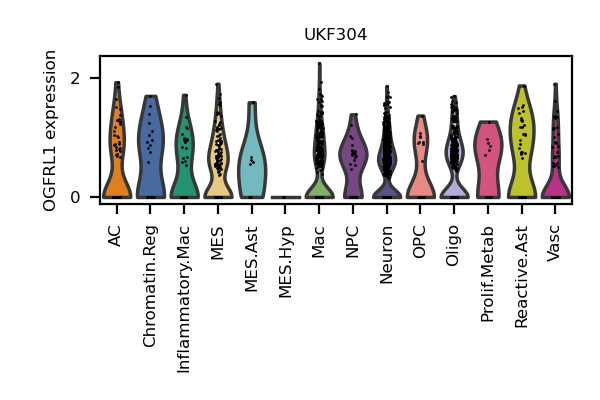 UKF304
OGFRL1 expression
2
0
AC
Chromatin.Reg
Inflammatory.Mac
MES
MES.Ast
MES.Hyp
Mac
NPC
Neuron
OPC
Oligo
Prolif.Metab
Reactive.Ast
Vasc